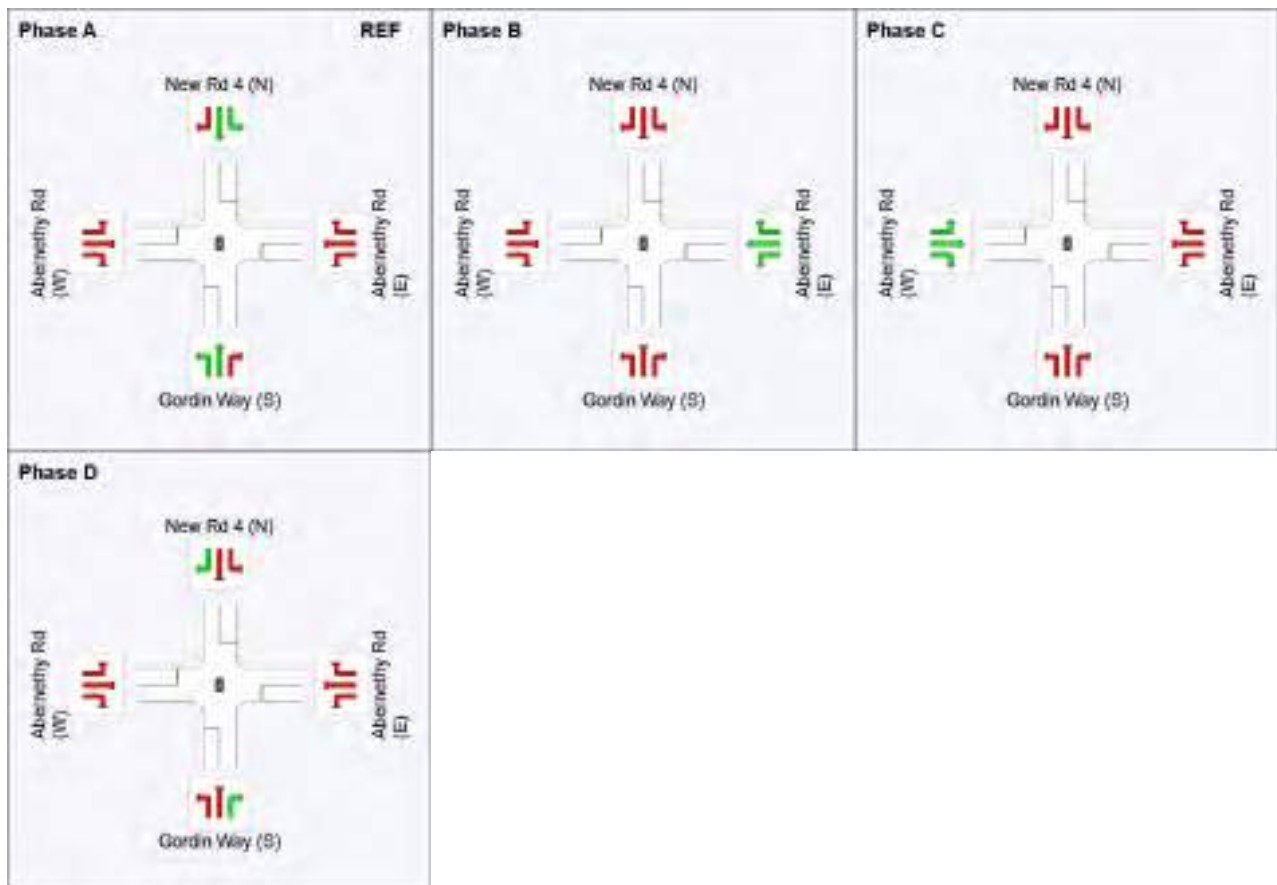 Phase A REF
New Rd 4 (N)
Abernethy Rd
(W)
Abernethy Rd
(E)
Gordin Way (S)
Phase B
New Rd 4 (N)
Abernethy Rd
(W)
Abernethy Rd
(E)
Gordin Way (S)
Phase C
New Rd 4 (N)
Abernethy Rd
(W)
Abernethy Rd
(E)
Gordin Way (S)
Phase D
New Rd 4 (N)
Abernethy Rd
(W)
Abernethy Rd
(E)
Gordin Way (S)